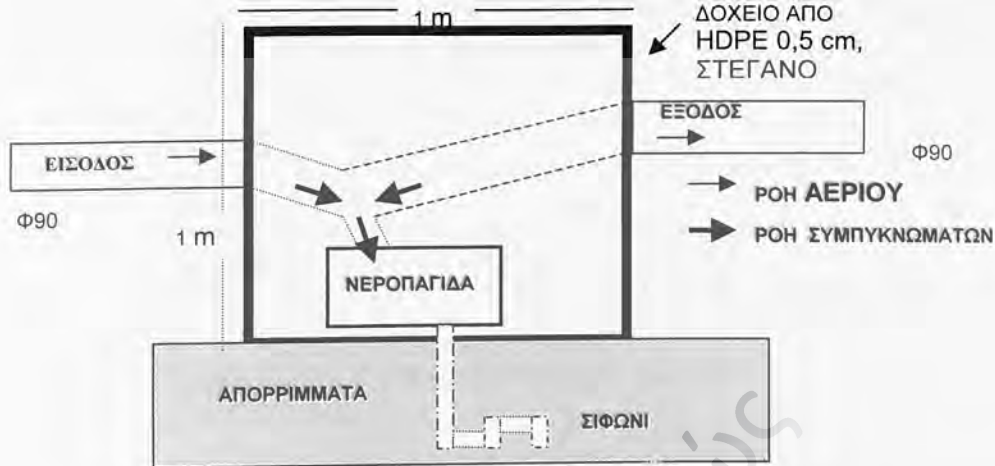 1 m
ΔΟΧΕΙΟ ΑΠΟ
HDPE 0,5 cm,
ΣΤΕΓΑΝΟ
ΕΙΣΟΔΟΣ
ΕΞΟΔΟΣ
Φ90
Φ90
1 m
ΡΟΗ ΑΕΡΙΟΥ
ΡΟΗ ΣΥΜΠΥΚΝΩΜΑΤΩΝ
ΝΕΡΟΠΑΓΙΔΑ
ΑΠΟΡΡΙΜΜΑΤΑ
ΣΙΦΩΝΙ